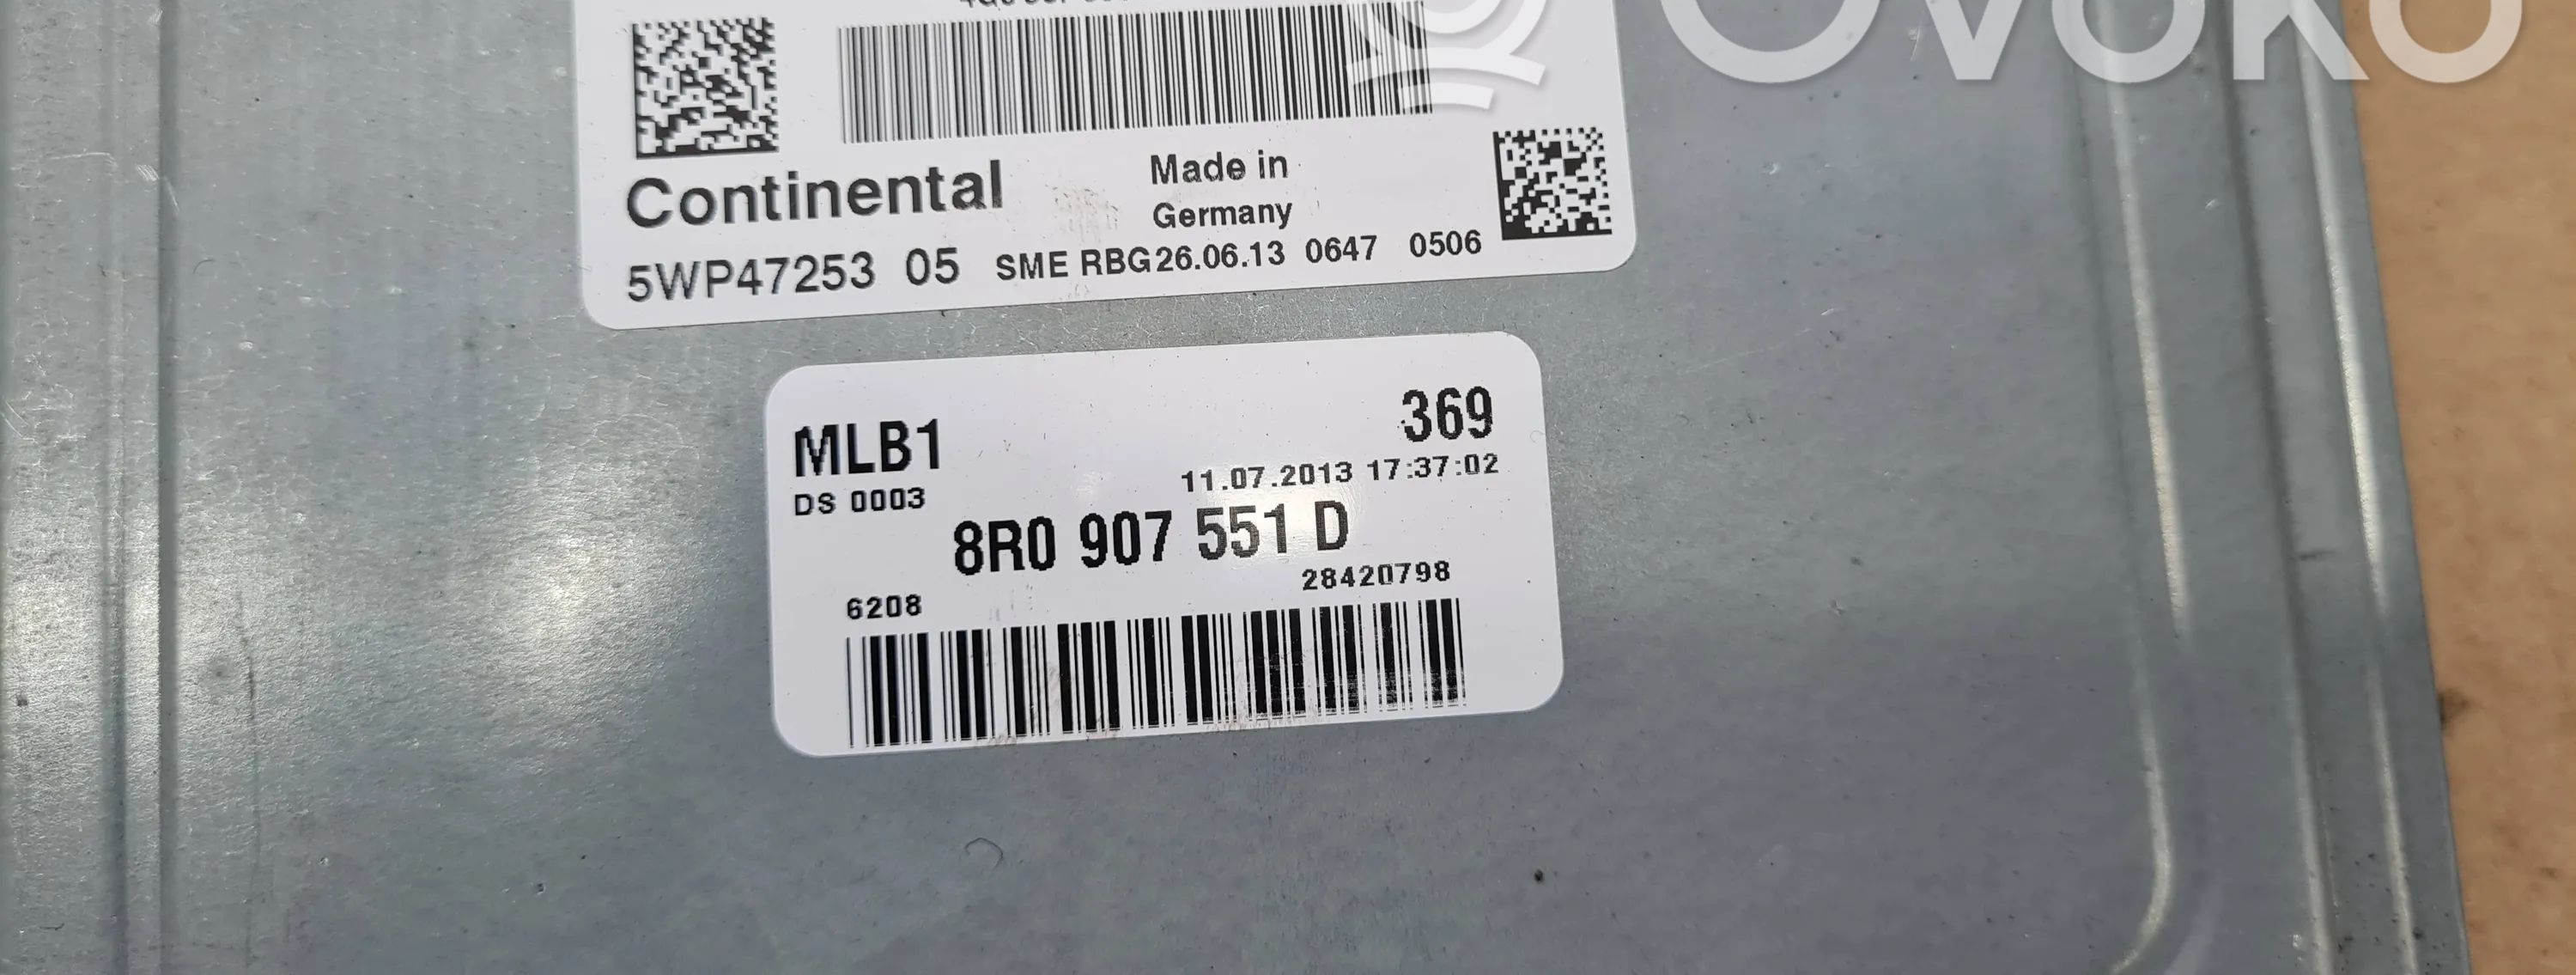 OVOKO
Continental
Made in
Germany
5WP47253 05 SME RBG26.06.13 0647 0506
MLB1
369
DS 0003
11.07.2013 17:37:02
8R0 907 551 D
6208
28420798